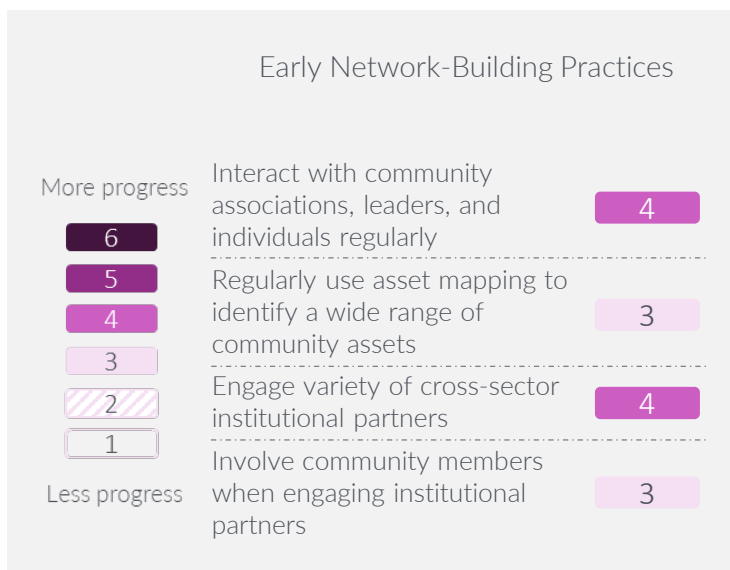 Early Network-Building Practices
More progress
6
5
4
3
2
1
Less progress
Interact with community
associations, leaders, and
individuals regularly
4
Regularly use asset mapping to
identify a wide range of
community assets
3
Engage variety of cross-sector
institutional partners
4
Involve community members
when engaging institutional
partners
3